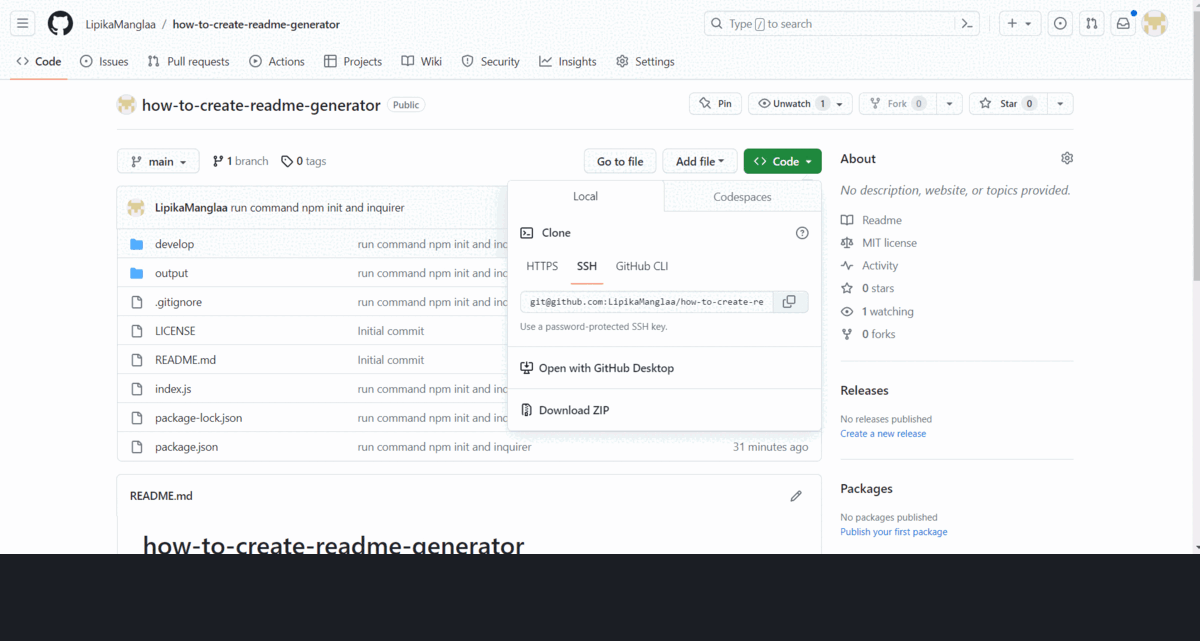 LipikaManglaa / how-to-create-readme-generator
Type / to search
Code Issues Pull requests Actions Projects Wiki Security Insights Settings
how-to-create-readme-generator Public
Pin Unwatch 1 Fork 0 Star 0
main 1 branch 0 tags Go to file Add file Code
LipikaManglaa run command npm init and inquirer
develop run command npm init and inq
output run command npm init and inq
.gitignore run command npm init and inq
LICENSE Initial commit
README.md Initial commit
index.js run command npm init and inq
package-lock.json run command npm init and inq
package.json run command npm init and inquirer 31 minutes ago
Local Codespaces
Clone
HTTPS SSH GitHub CLI
git@github.com:LipikaManglaa/how-to-create-re
Use a password-protected SSH key.
Open with GitHub Desktop
Download ZIP
README.md
how-to-create-readme-generator
About
No description, website, or topics provided.
Readme
MIT license
Activity
0 stars
1 watching
0 forks
Releases
No releases published
Create a new release
Packages
No packages published
Publish your first package